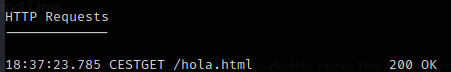 HTTP Requests
-------------
18:37:23.785 CESTGET /hola.html 200 OK